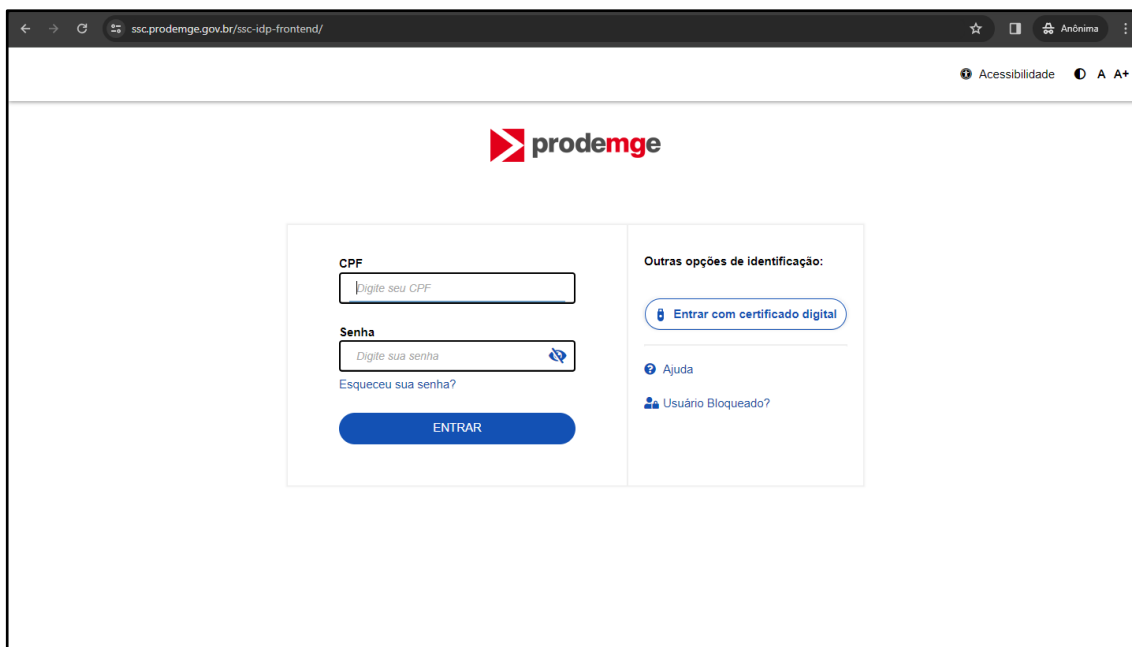 ssc.prodemge.gov.br/ssc-idp-frontend/
Anônima
Acessibilidade
A A+
prodemge
CPF
Digite seu CPF
Senha
Digite sua senha
Esqueceu sua senha?
ENTRAR
Outras opções de identificação:
Entrar com certificado digital
Ajuda
Usuário Bloqueado?